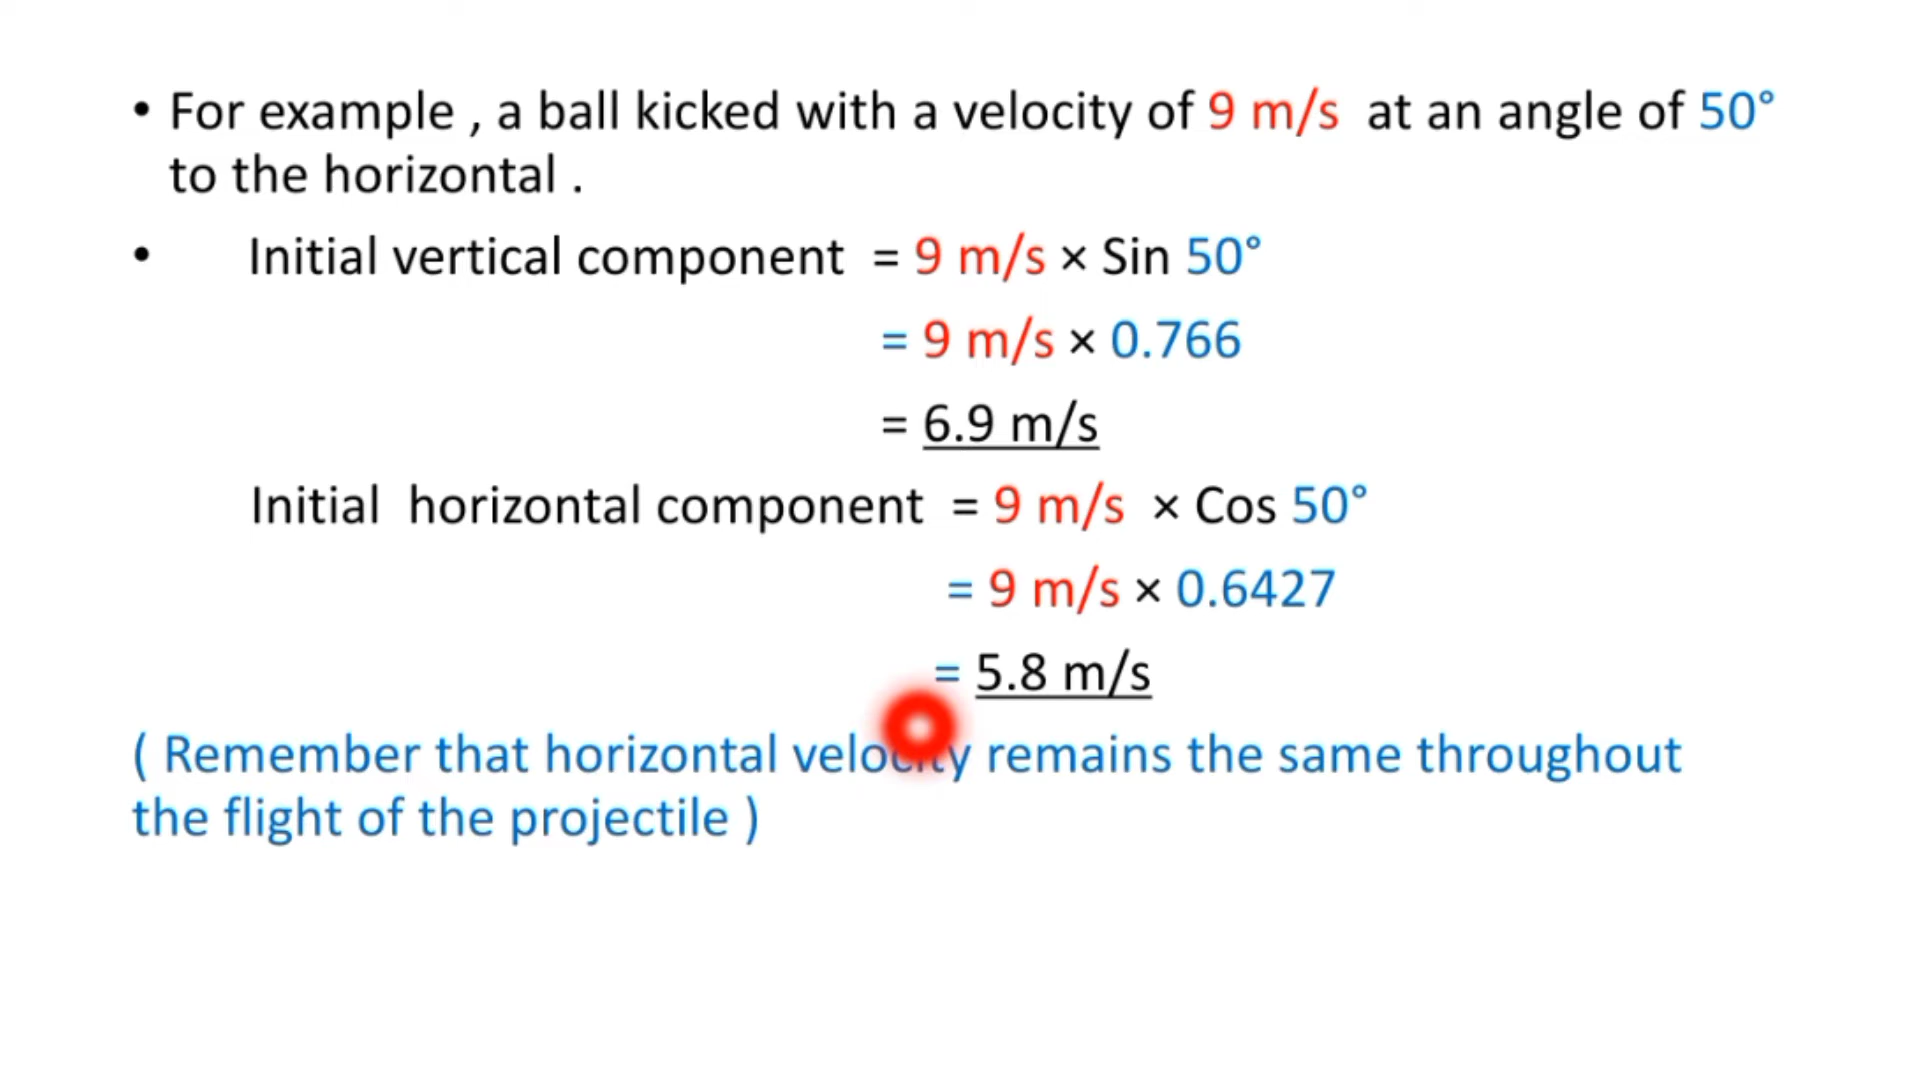 • For example , a ball kicked with a velocity of 9 m/s at an angle of 50°
to the horizontal .
• Initial vertical component = 9 m/s × Sin 50°
= 9 m/s × 0.766
= 6.9 m/s
Initial horizontal component = 9 m/s × Cos 50°
= 9 m/s × 0.6427
= 5.8 m/s
( Remember that horizontal velocity remains the same throughout
the flight of the projectile )